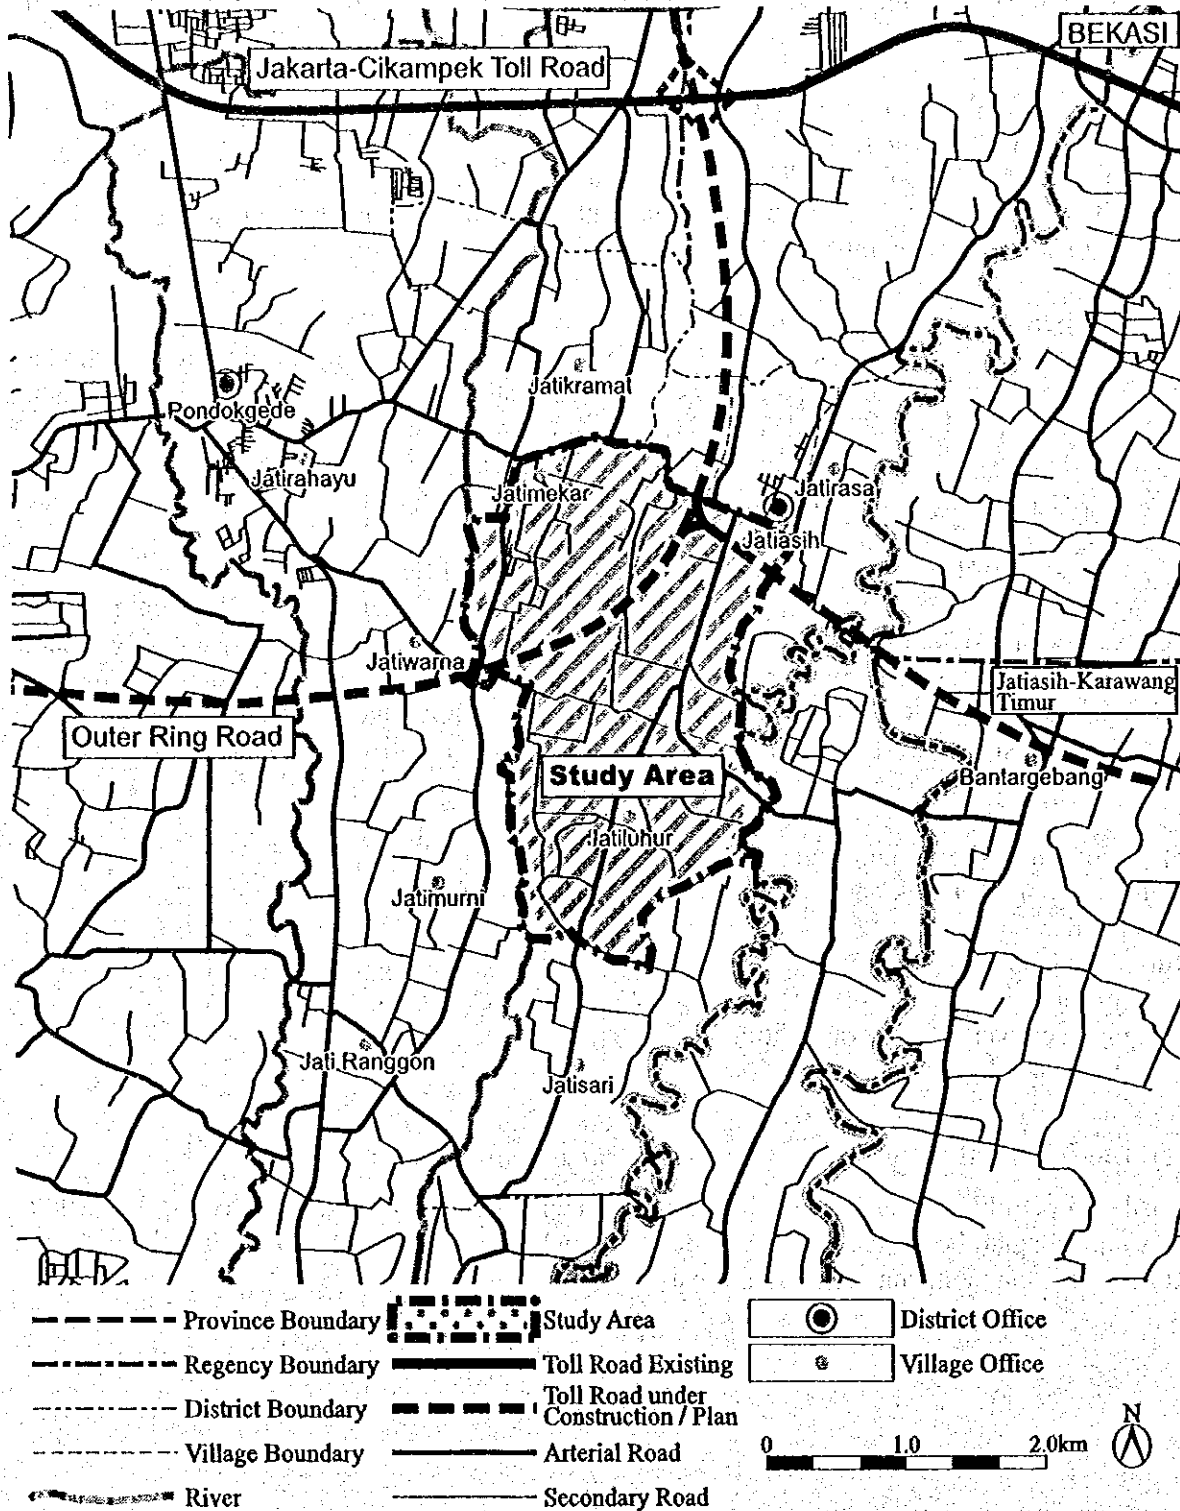 BEKASI
Jakarta-Cikampek Toll Road
Jatikramat
Pondokgede
Jatirahayu
Jatimekar
Jatirasa
Jatiasih
Jatiwarna
Jatiasih-Karawang
Timur
Outer Ring Road
Study Area
Bantargebang
Jatiluhur
Jatimurni
Jati Ranggon
Jatisari
Province Boundary
Study Area
District Office
Regency Boundary
Toll Road Existing
Village Office
District Boundary
Toll Road under
Construction / Plan
Village Boundary
Arterial Road
0 1.0 2.0km
N
River
Secondary Road